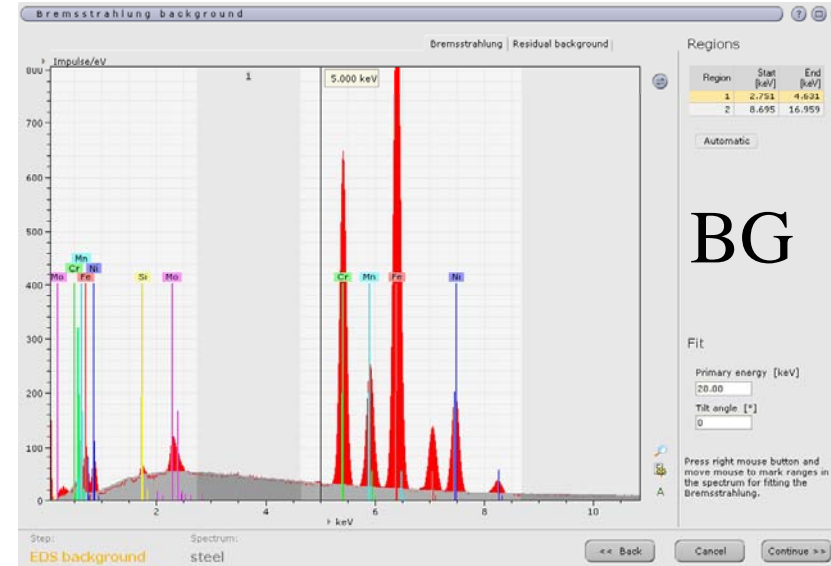 Bremsstrahlung background
Bremsstrahlung Residual background
Regions
Impulse/eV
Region Start [keV] End [keV]
1 2.751 4.631
2 8.695 16.959
Automatic
BG
800
700
600
500
400
300
200
100
0
1
5.000 keV
Mn
Cr Ni
Mo Fe Si Mo Cr Mn Fe Ni
2 4 6 8 10
keV
Fit
Primary energy [keV]
20.00
Tilt angle [°]
0
Press right mouse button and
move mouse to mark ranges in
the spectrum for fitting the
Bremsstrahlung.
A
Step: Spectrum:
EDS background steel
<< Back Cancel Continue >>